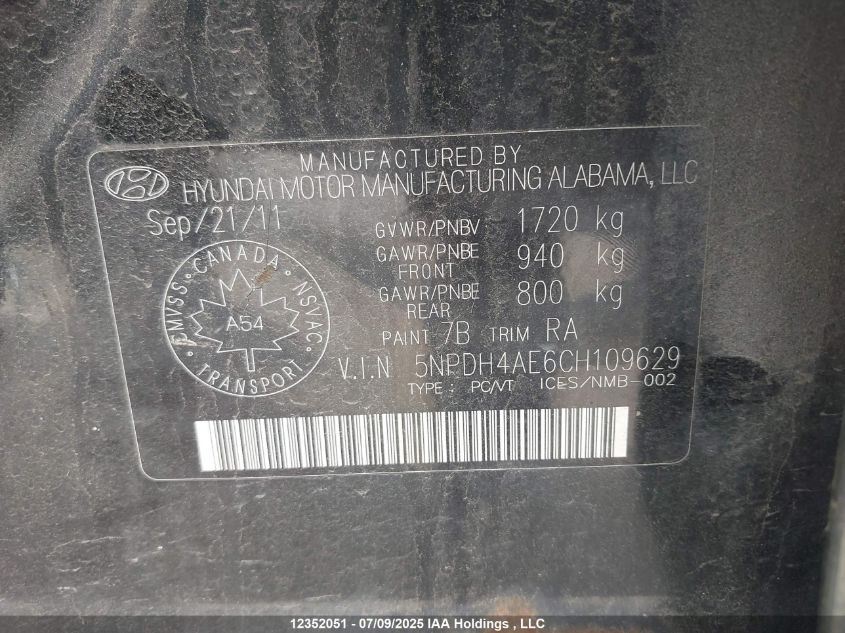 MANUFACTURED BY
HYUNDAI MOTOR MANUFACTURING ALABAMA, LLC
Sep/21/11
GVWR/PNBV 1720 kg
GAWR/PNBE FRONT 940 kg
GAWR/PNBE REAR 800 kg
PAINT 7B TRIM RA
V.I.N 5NPDH4AE6CH109629
TYPE: PC/VT ICES/NMB-002
CMVSS · CANADA · NSVAC
A54
TRANSPORT
12352051 - 07/09/2025 IAA Holdings , LLC